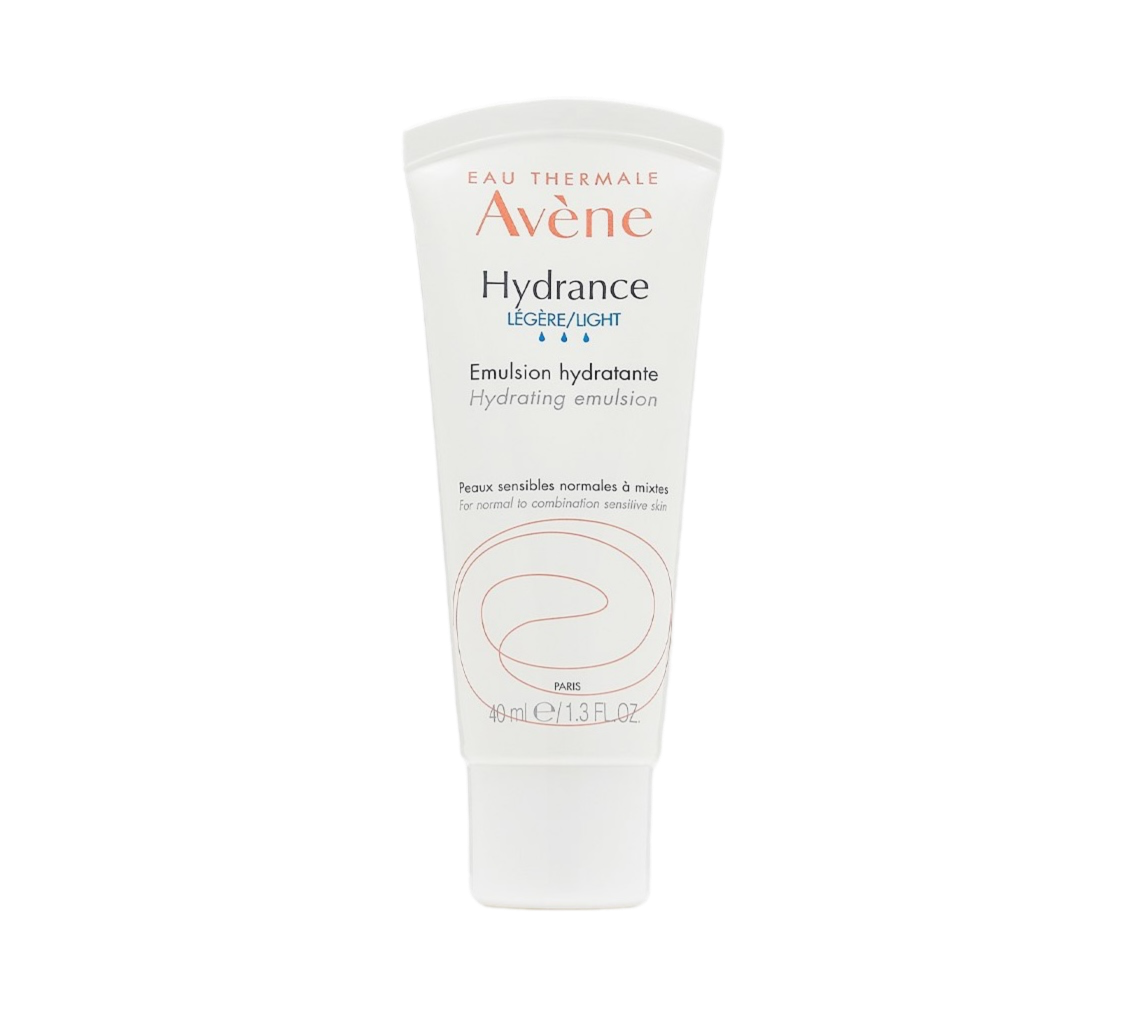 EAU THERMALE
Avène
Hydrance
LÉGÈRE/LIGHT
Emulsion hydratante
Hydrating emulsion
Peaux sensibles normales à mixtes
For normal to combination sensitive skin
PARIS
40 ml ℮/1.3 FL.OZ.